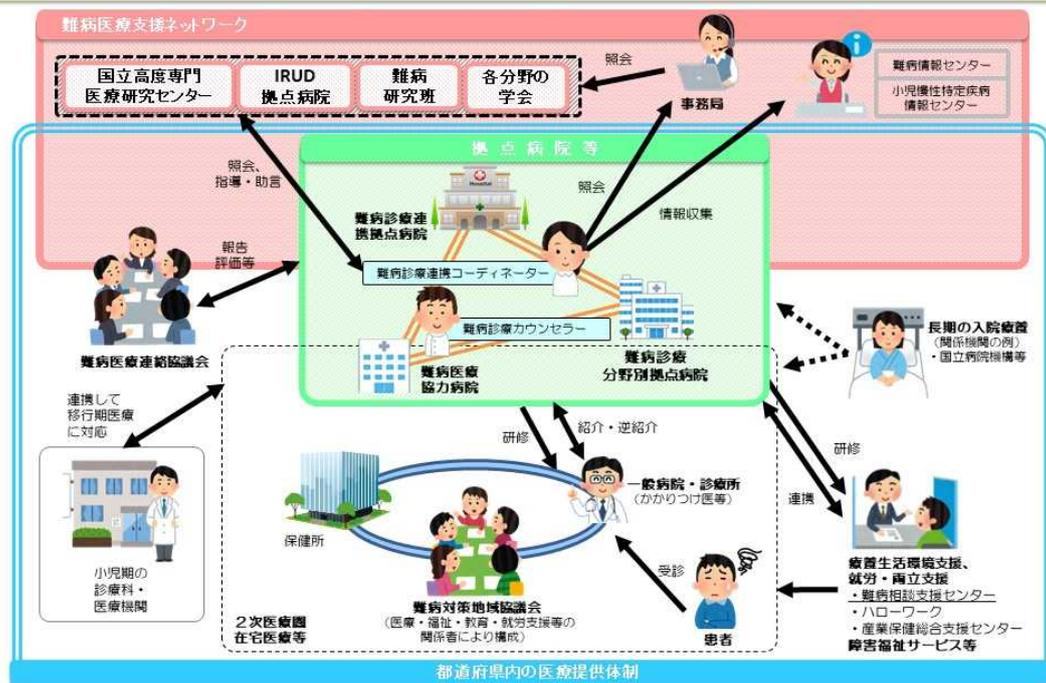 難病医療支援ネットワーク
国立高度専門
医療研究センター
IRUD
拠点病院
難病
研究班
各分野の
学会
照会
事務局
i
難病情報センター
小児慢性特定疾病
情報センター
拠点病院等
照会、
指導・助言
難病診療連
携拠点病院
Hospital
照会
情報収集
難病診療連携コーディネーター
難病診療カウンセラー
難病医療
協力病院
難病診療
分野別拠点病院
報告
評価等
難病医療連絡協議会
長期の入院療養
(関係機関の例)
・国立病院機構等
連携して
移行期医療
に対応
小児期の
診療科・
医療機関
研修
紹介・逆紹介
一般病院・診療所
(かかりつけ医等)
保健所
難病対策地域協議会
(医療・福祉・教育・就労支援等の
関係者により構成)
2次医療圏
在宅医療等
受診
患者
研修
連携
療養生活環境支援、
就労・両立支援
・難病相談支援センター
・ハローワーク
・産業保健総合支援センター
障害福祉サービス等
都道府県内の医療提供体制